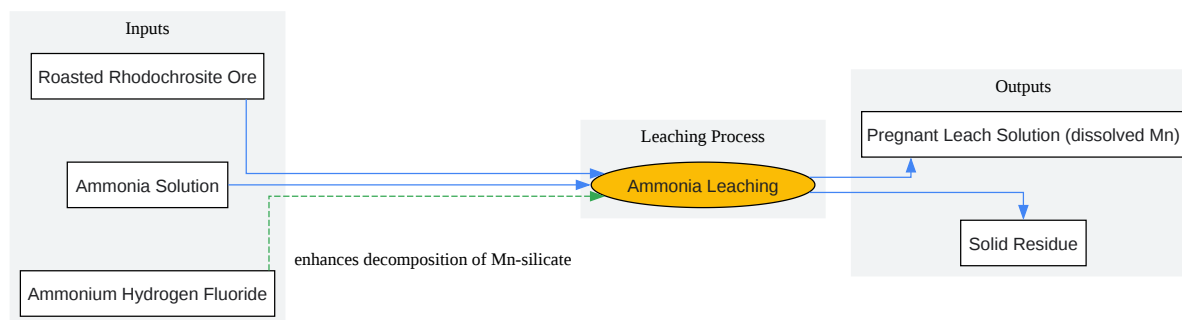 Inputs
Roasted Rhodochrosite Ore
Ammonia Solution
Ammonium Hydrogen Fluoride
enhances decomposition of Mn-silicate
Leaching Process
Ammonia Leaching
Outputs
Pregnant Leach Solution (dissolved Mn)
Solid Residue